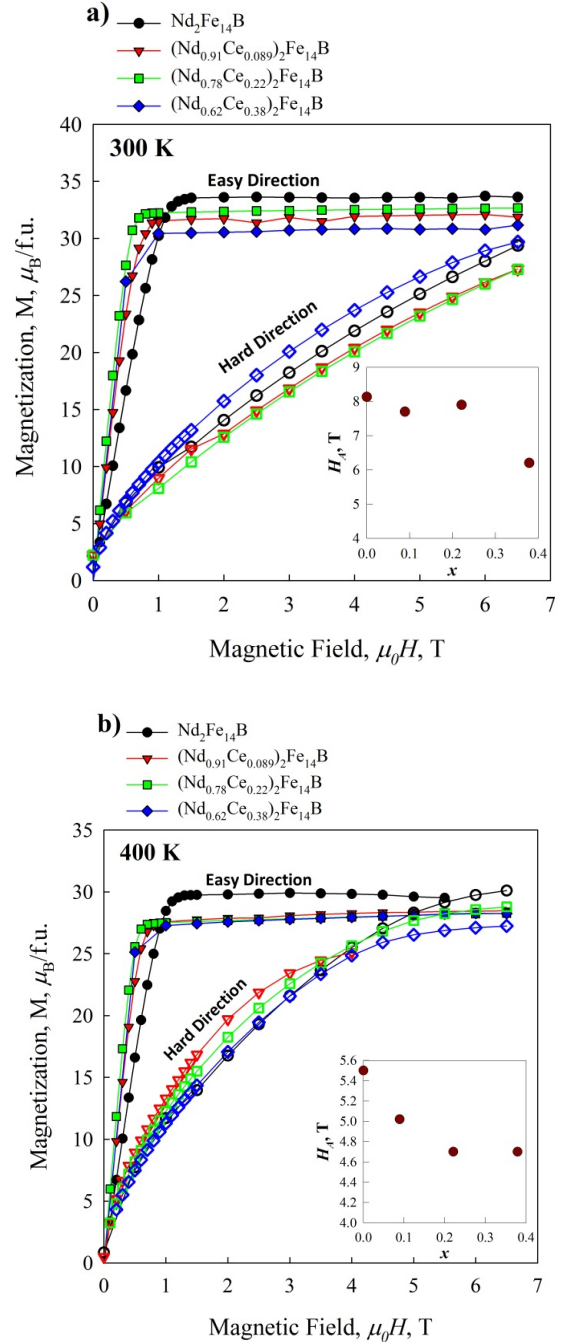 a)
Nd₂Fe₁₄B
(Nd₀.₉₁Ce₀.₀₈₉)₂Fe₁₄B
(Nd₀.₇₈Ce₀.₂₂)₂Fe₁₄B
(Nd₀.₆₂Ce₀.₃₈)₂Fe₁₄B
300 K
Easy Direction
Hard Direction
Magnetization, M, μ_B/f.u.
40
35
30
25
20
15
10
5
0
0 1 2 3 4 5 6 7
Magnetic Field, μ₀H, T
H_A, T
9
8
7
6
5
4
0.0 0.1 0.2 0.3 0.4
x
b)
Nd₂Fe₁₄B
(Nd₀.₉₁Ce₀.₀₈₉)₂Fe₁₄B
(Nd₀.₇₈Ce₀.₂₂)₂Fe₁₄B
(Nd₀.₆₂Ce₀.₃₈)₂Fe₁₄B
400 K
Easy Direction
Hard Direction
Magnetization, M, μ_B/f.u.
35
30
25
20
15
10
5
0
0 1 2 3 4 5 6 7
Magnetic Field, μ₀H, T
H_A, T
5.6
5.4
5.2
5.0
4.8
4.6
4.4
4.2
4.0
0.0 0.1 0.2 0.3 0.4
x